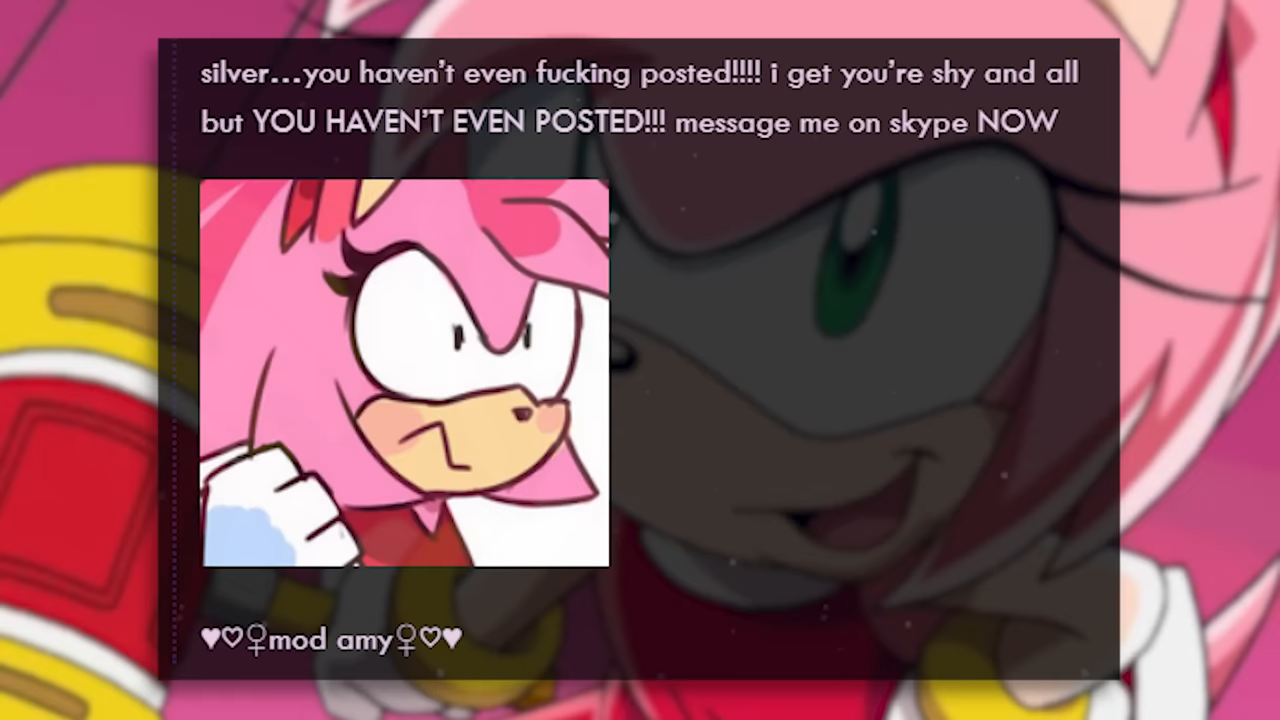 silver...you haven't even fucking posted!!!! i get you're shy and all
but YOU HAVEN'T EVEN POSTED!!! message me on skype NOW
♥♡♀mod amy♀♡♥